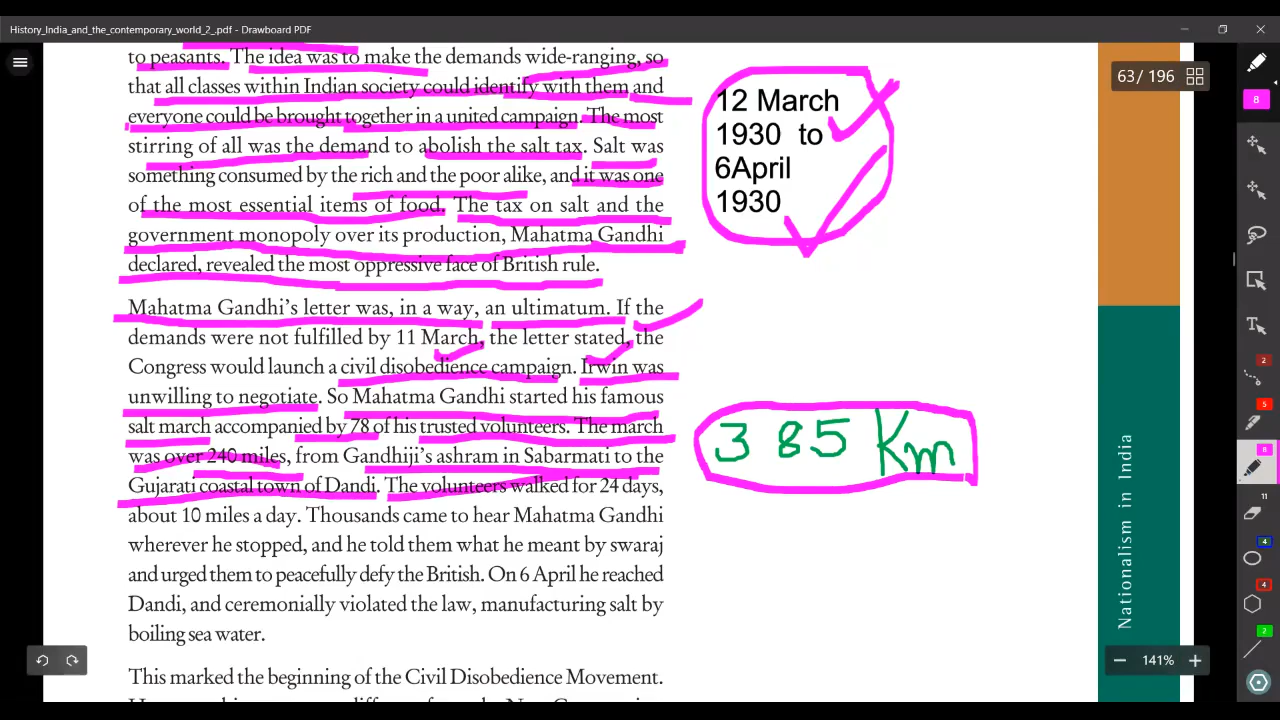 History_India_and_the_contemporary_world_2_.pdf - Drawboard PDF
to peasants. The idea was to make the demands wide-ranging, so
that all classes within Indian society could identify with them and
everyone could be brought together in a united campaign. The most
stirring of all was the demand to abolish the salt tax. Salt was
something consumed by the rich and the poor alike, and it was one
of the most essential items of food. The tax on salt and the
government monopoly over its production, Mahatma Gandhi
declared, revealed the most oppressive face of British rule.
Mahatma Gandhi's letter was, in a way, an ultimatum. If the
demands were not fulfilled by 11 March, the letter stated, the
Congress would launch a civil disobedience campaign. Irwin was
unwilling to negotiate. So Mahatma Gandhi started his famous
salt march accompanied by 78 of his trusted volunteers. The march
was over 240 miles, from Gandhiji's ashram in Sabarmati to the
Gujarati coastal town of Dandi. The volunteers walked for 24 days,
about 10 miles a day. Thousands came to hear Mahatma Gandhi
wherever he stopped, and he told them what he meant by swaraj
and urged them to peacefully defy the British. On 6 April he reached
Dandi, and ceremonially violated the law, manufacturing salt by
boiling sea water.
This marked the beginning of the Civil Disobedience Movement.
12 March
1930 to
6April
1930
385 Km
Nationalism in India
63 / 196
141%
8
2
5
8
11
4
4
2